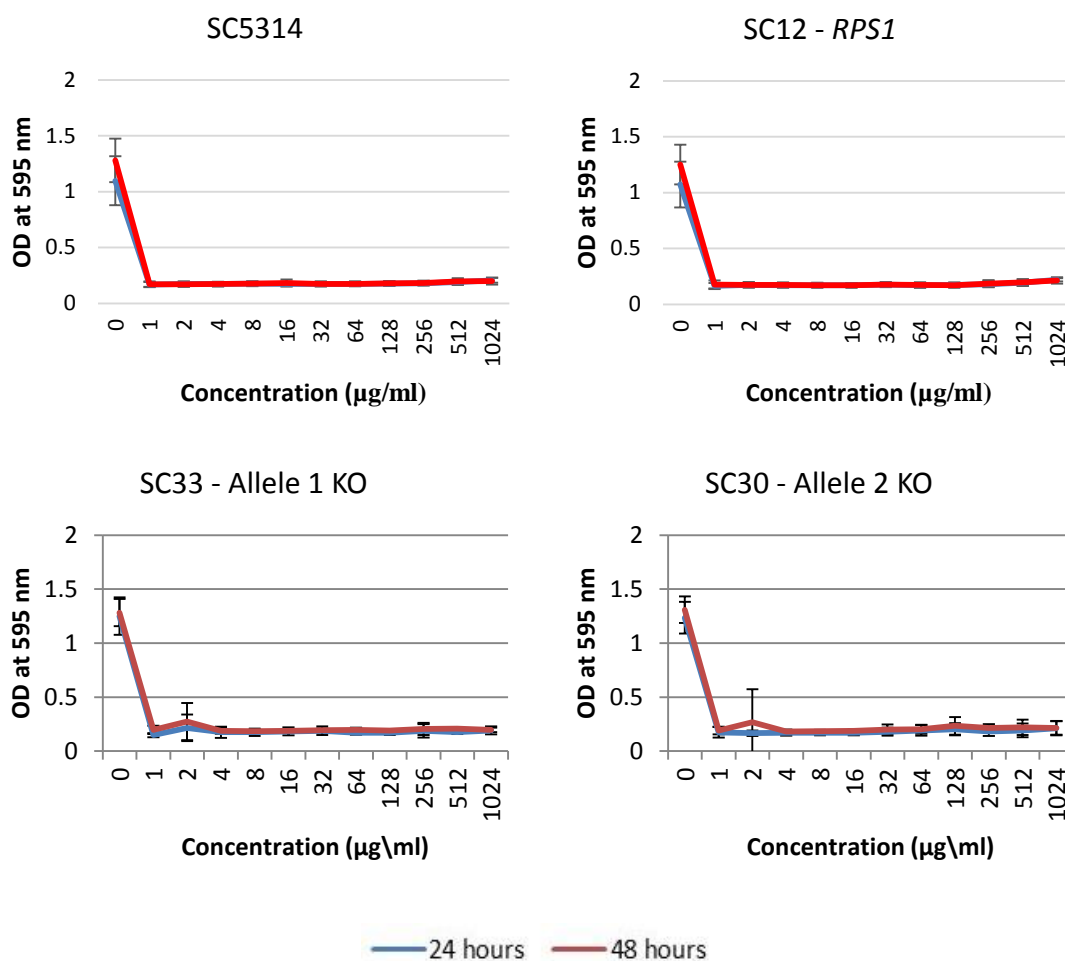 SC5314
2
1.5
1
0.5
0
OD at 595 nm
0 1 2 4 8 16 32 64 128 256 512 1024
Concentration (µg/ml)
SC12 - RPS1
2
1.5
1
0.5
0
OD at 595 nm
0 1 2 4 8 16 32 64 128 256 512 1024
Concentration (µg/ml)
SC33 - Allele 1 KO
2
1.5
1
0.5
0
OD at 595 nm
0 1 2 4 8 16 32 64 128 256 512 1024
Concentration (µg\ml)
SC30 - Allele 2 KO
2
1.5
1
0.5
0
OD at 595 nm
0 1 2 4 8 16 32 64 128 256 512 1024
Concentration (µg\ml)
24 hours 48 hours